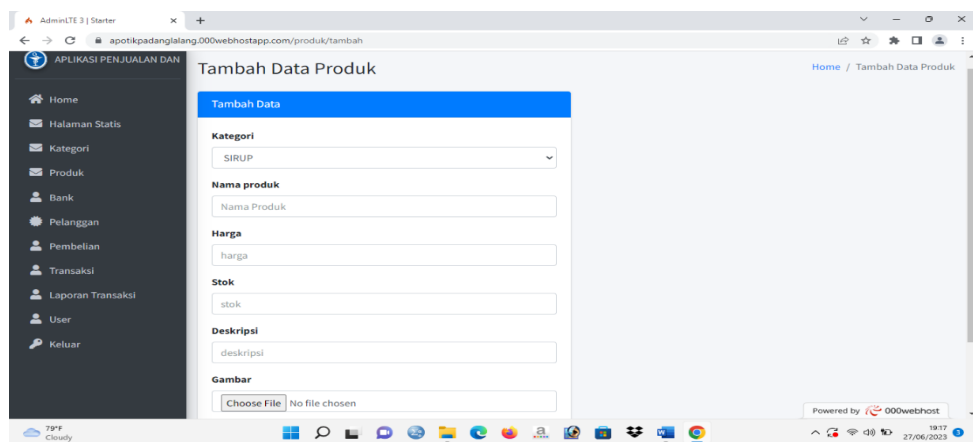 AdminLTE 3 | Starter
apotikpadanglalang.000webhostapp.com/produk/tambah
APLIKASI PENJUALAN DAN
Home
Halaman Statis
Kategori
Produk
Bank
Pelanggan
Pembelian
Transaksi
Laporan Transaksi
User
Keluar
Tambah Data Produk
Home / Tambah Data Produk
Tambah Data
Kategori
SIRUP
Nama produk
Nama Produk
Harga
harga
Stok
stok
Deskripsi
deskripsi
Gambar
Choose File No file chosen
Powered by 000webhost
79°F
Cloudy
a
19:17
27/06/2023